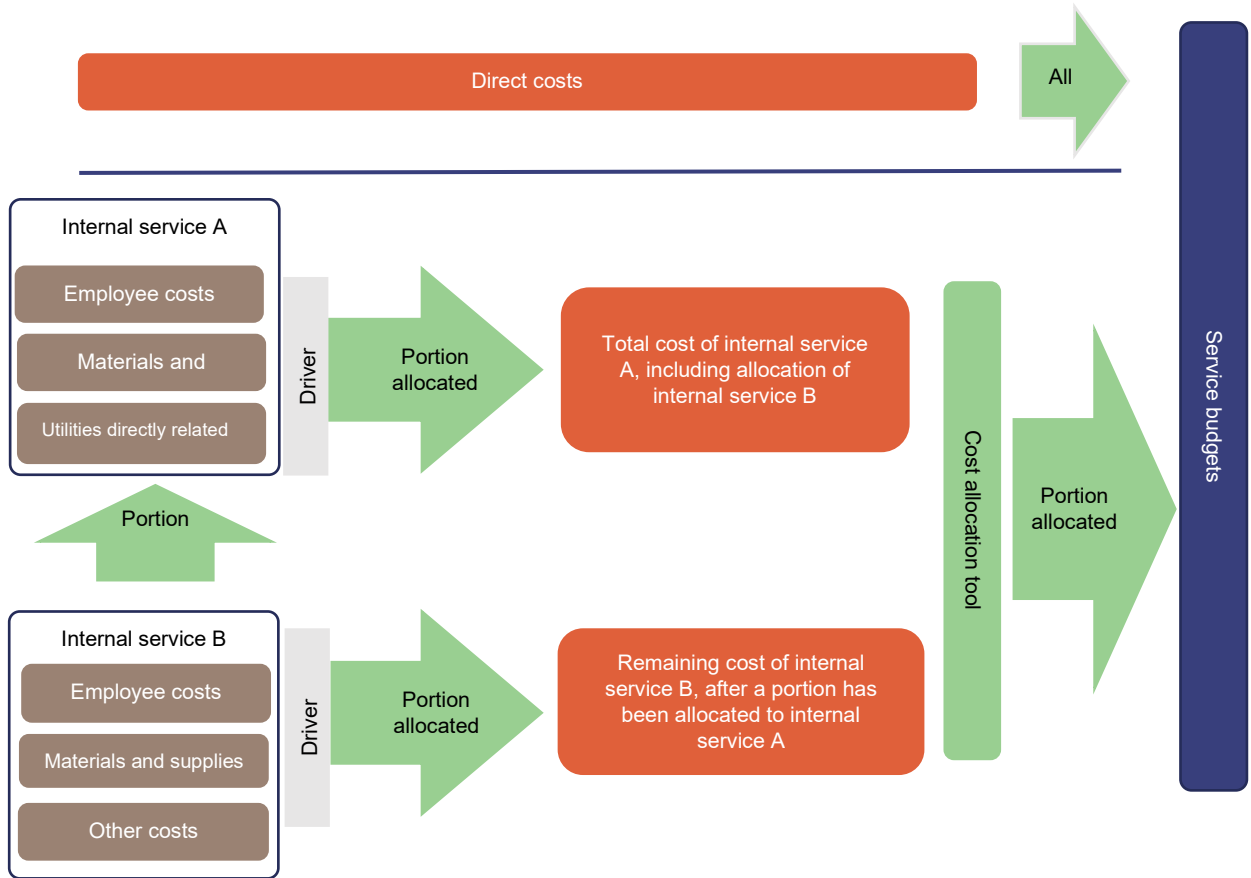 Direct costs
All
Internal service A
Employee costs
Materials and
Utilities directly related
Driver
Portion
allocated
Total cost of internal service
A, including allocation of
internal service B
Portion
Internal service B
Employee costs
Materials and supplies
Other costs
Driver
Portion
allocated
Remaining cost of internal
service B, after a portion has
been allocated to internal
service A
Cost allocation tool
Portion
allocated
Service budgets